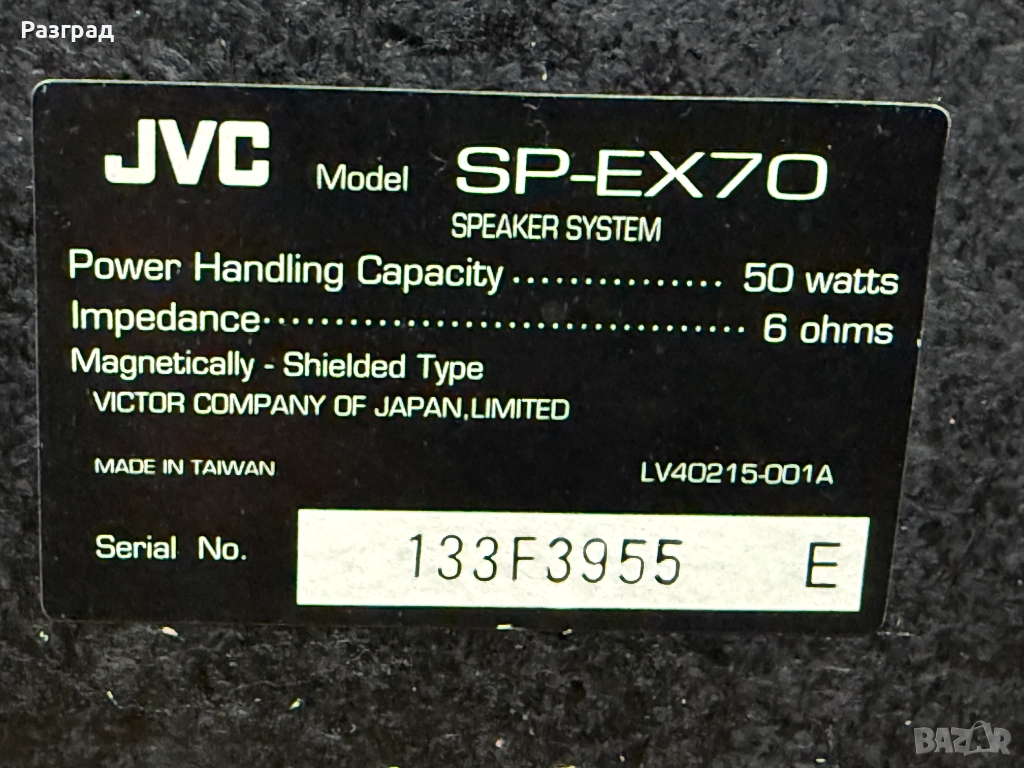 Разград
JVC Model SP-EX70
SPEAKER SYSTEM
Power Handling Capacity ............... 50 watts
Impedance.................................. 6 ohms
Magnetically - Shielded Type
VICTOR COMPANY OF JAPAN,LIMITED
MADE IN TAIWAN LV40215-001A
Serial No. 133F3955 E
BAZAR